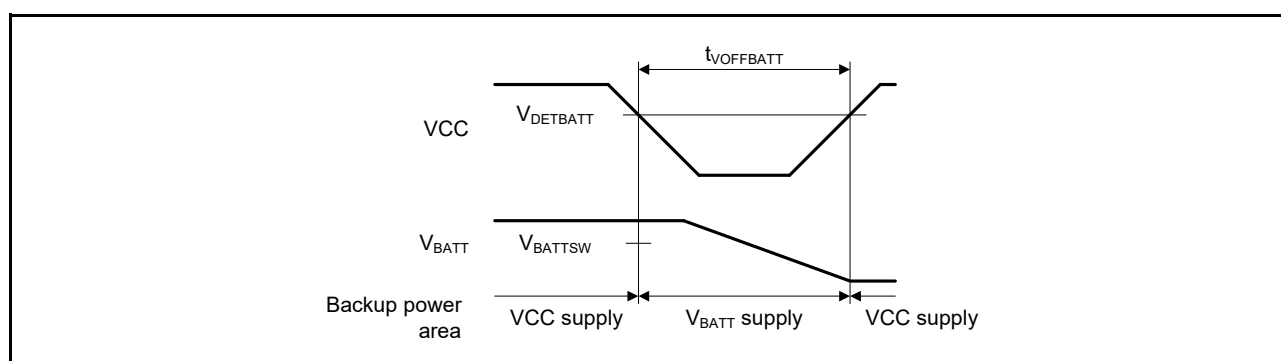 tVOFFBATT
VCC
VDETBATT
VBATT
VBATTSW
Backup power
area
VCC supply
VBATT supply
VCC supply